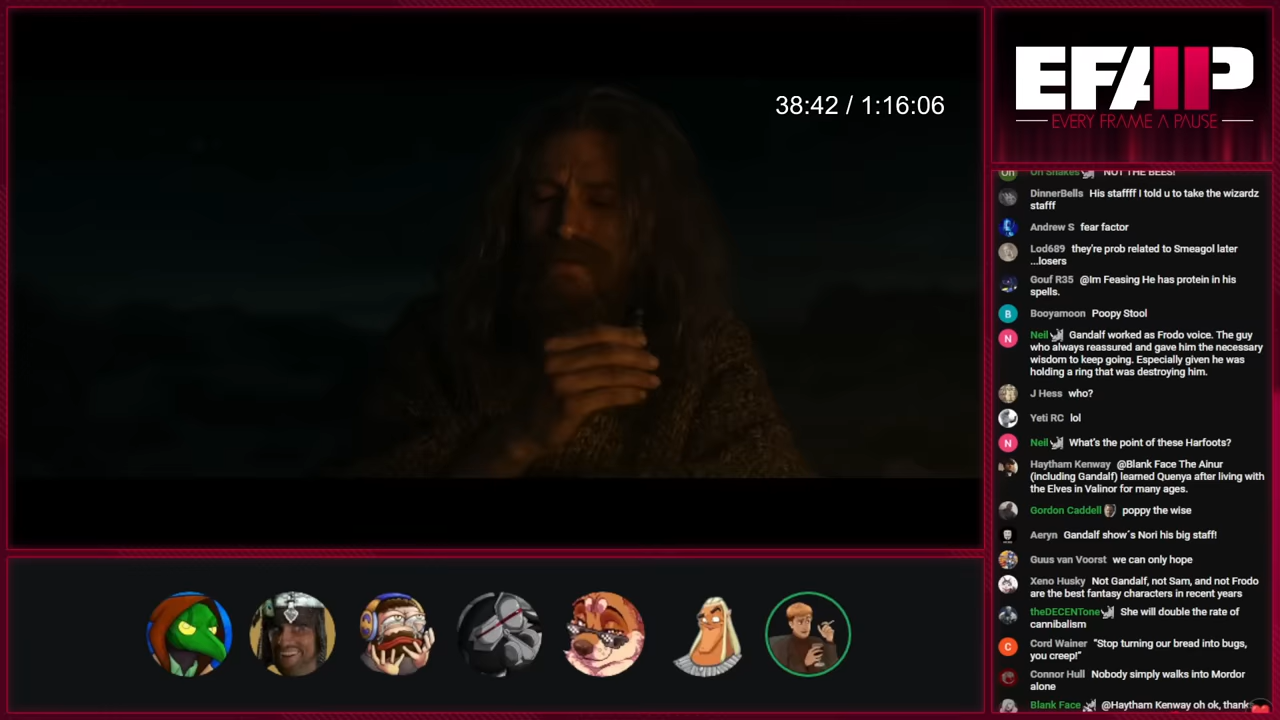 38:42 / 1:16:06
EFAP
EVERY FRAME A PAUSE
Oh Snakes NOT THE BEES!
DinnerBells His staffff I told u to take the wizardz
stafff
Andrew S fear factor
Lod689 they're prob related to Smeagol later
...losers
Gouf R35 @Im Feasing He has protein in his
spells.
B Booyamoon Poopy Stool
N Neil Gandalf worked as Frodo voice. The guy
who always reassured and gave him the necessary
wisdom to keep going. Especially given he was
holding a ring that was destroying him.
J Hess who?
Yeti RC lol
N Neil What's the point of these Harfoots?
Haytham Kenway @Blank Face The Ainur
(including Gandalf) learned Quenya after living with
the Elves in Valinor for many ages.
Gordon Caddell poppy the wise
Aeryn Gandalf show´s Nori his big staff!
Guus van Voorst we can only hope
Xeno Husky Not Gandalf, not Sam, and not Frodo
are the best fantasy characters in recent years
theDECENTone She will double the rate of
cannibalism
C Cord Wainer "Stop turning our bread into bugs,
you creep!"
Connor Hull Nobody simply walks into Mordor
alone
Blank Face @Haytham Kenway oh ok, thank